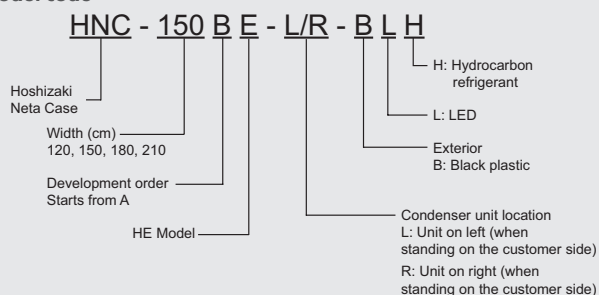 HNC - 150 B E - L/R - B L H
H: Hydrocarbon
refrigerant
Hoshizaki
Neta Case
L: LED
Width (cm)
120, 150, 180, 210
Exterior
B: Black plastic
Development order
Starts from A
HE Model
Condenser unit location
L: Unit on left (when
standing on the customer side)
R: Unit on right (when
standing on the customer side)